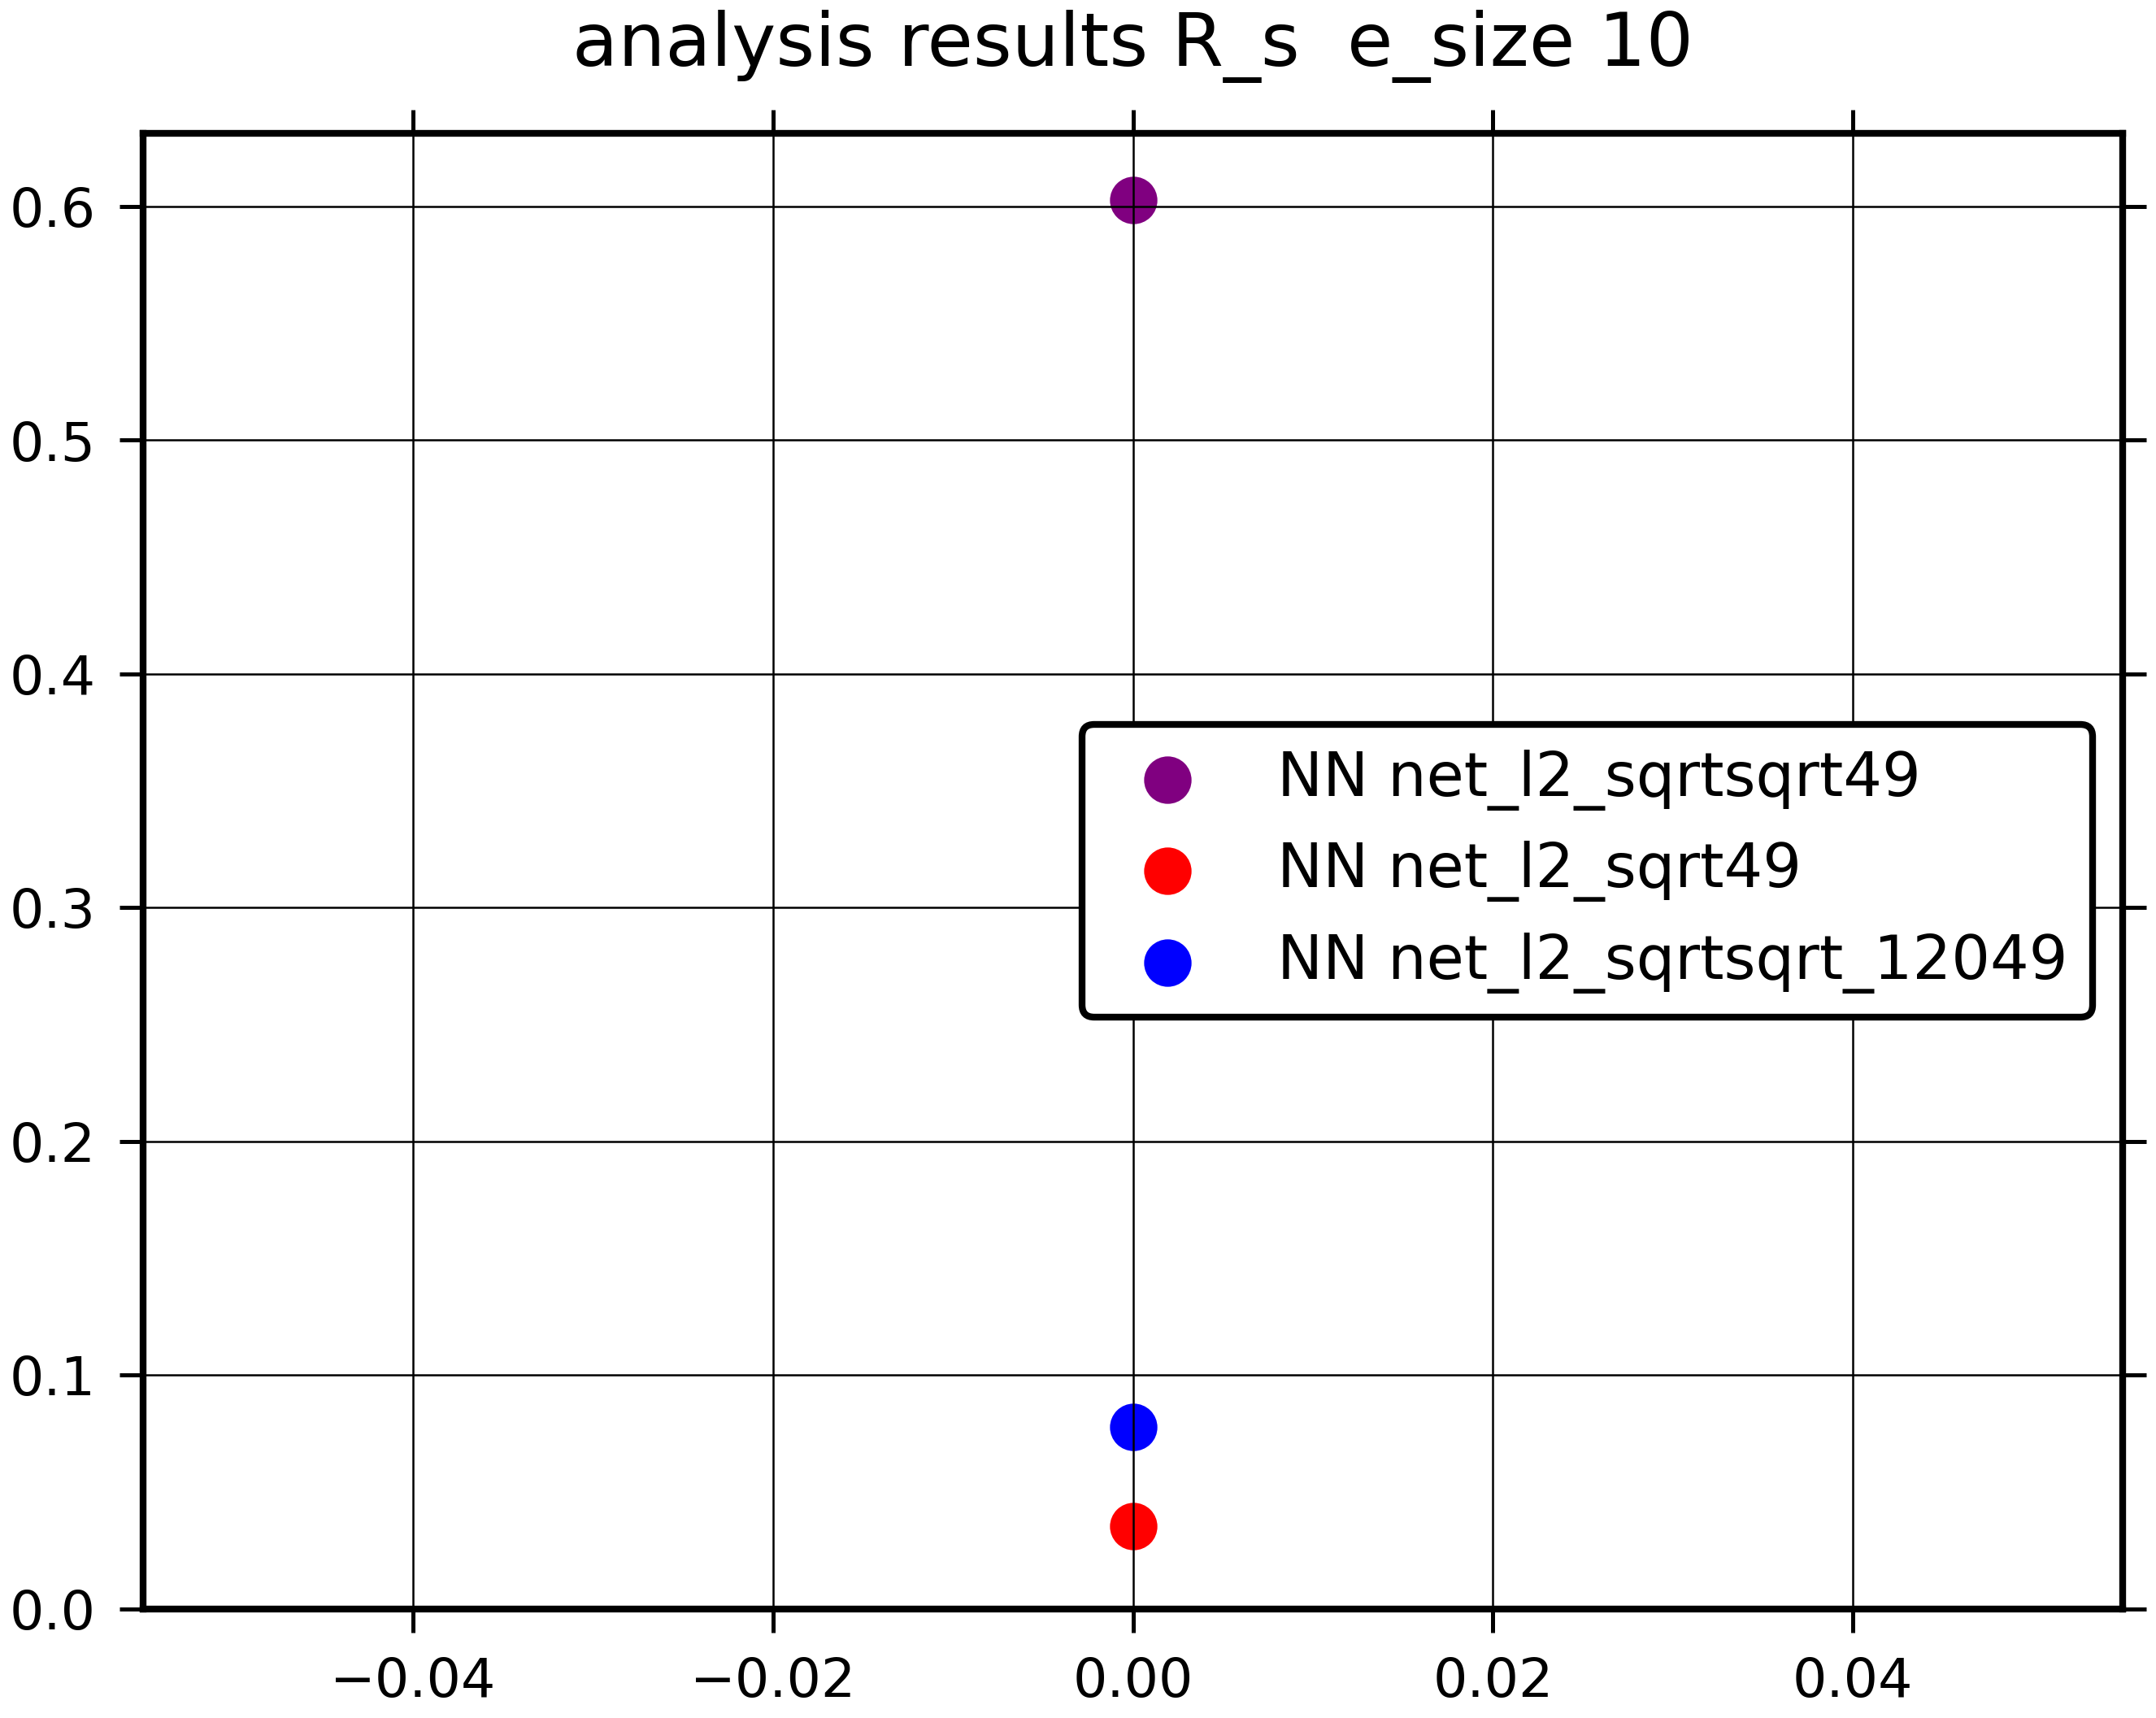 analysis results R_s  e_size 10
0.6
0.5
0.4
0.3
0.2
0.1
0.0
NN net_l2_sqrtsqrt49
NN net_l2_sqrt49
NN net_l2_sqrtsqrt_12049
−0.04 −0.02 0.00 0.02 0.04